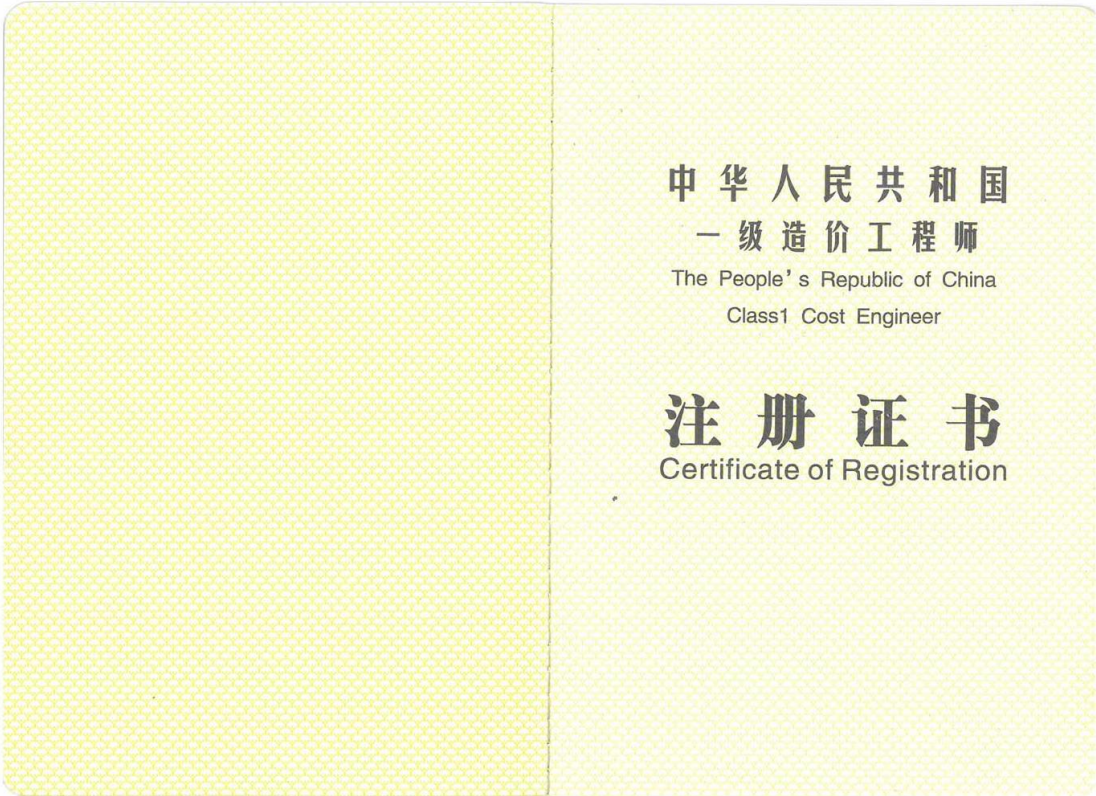 中华人民共和国
一级造价工程师
The People's Republic of China
Class1 Cost Engineer
注册证书
Certificate of Registration